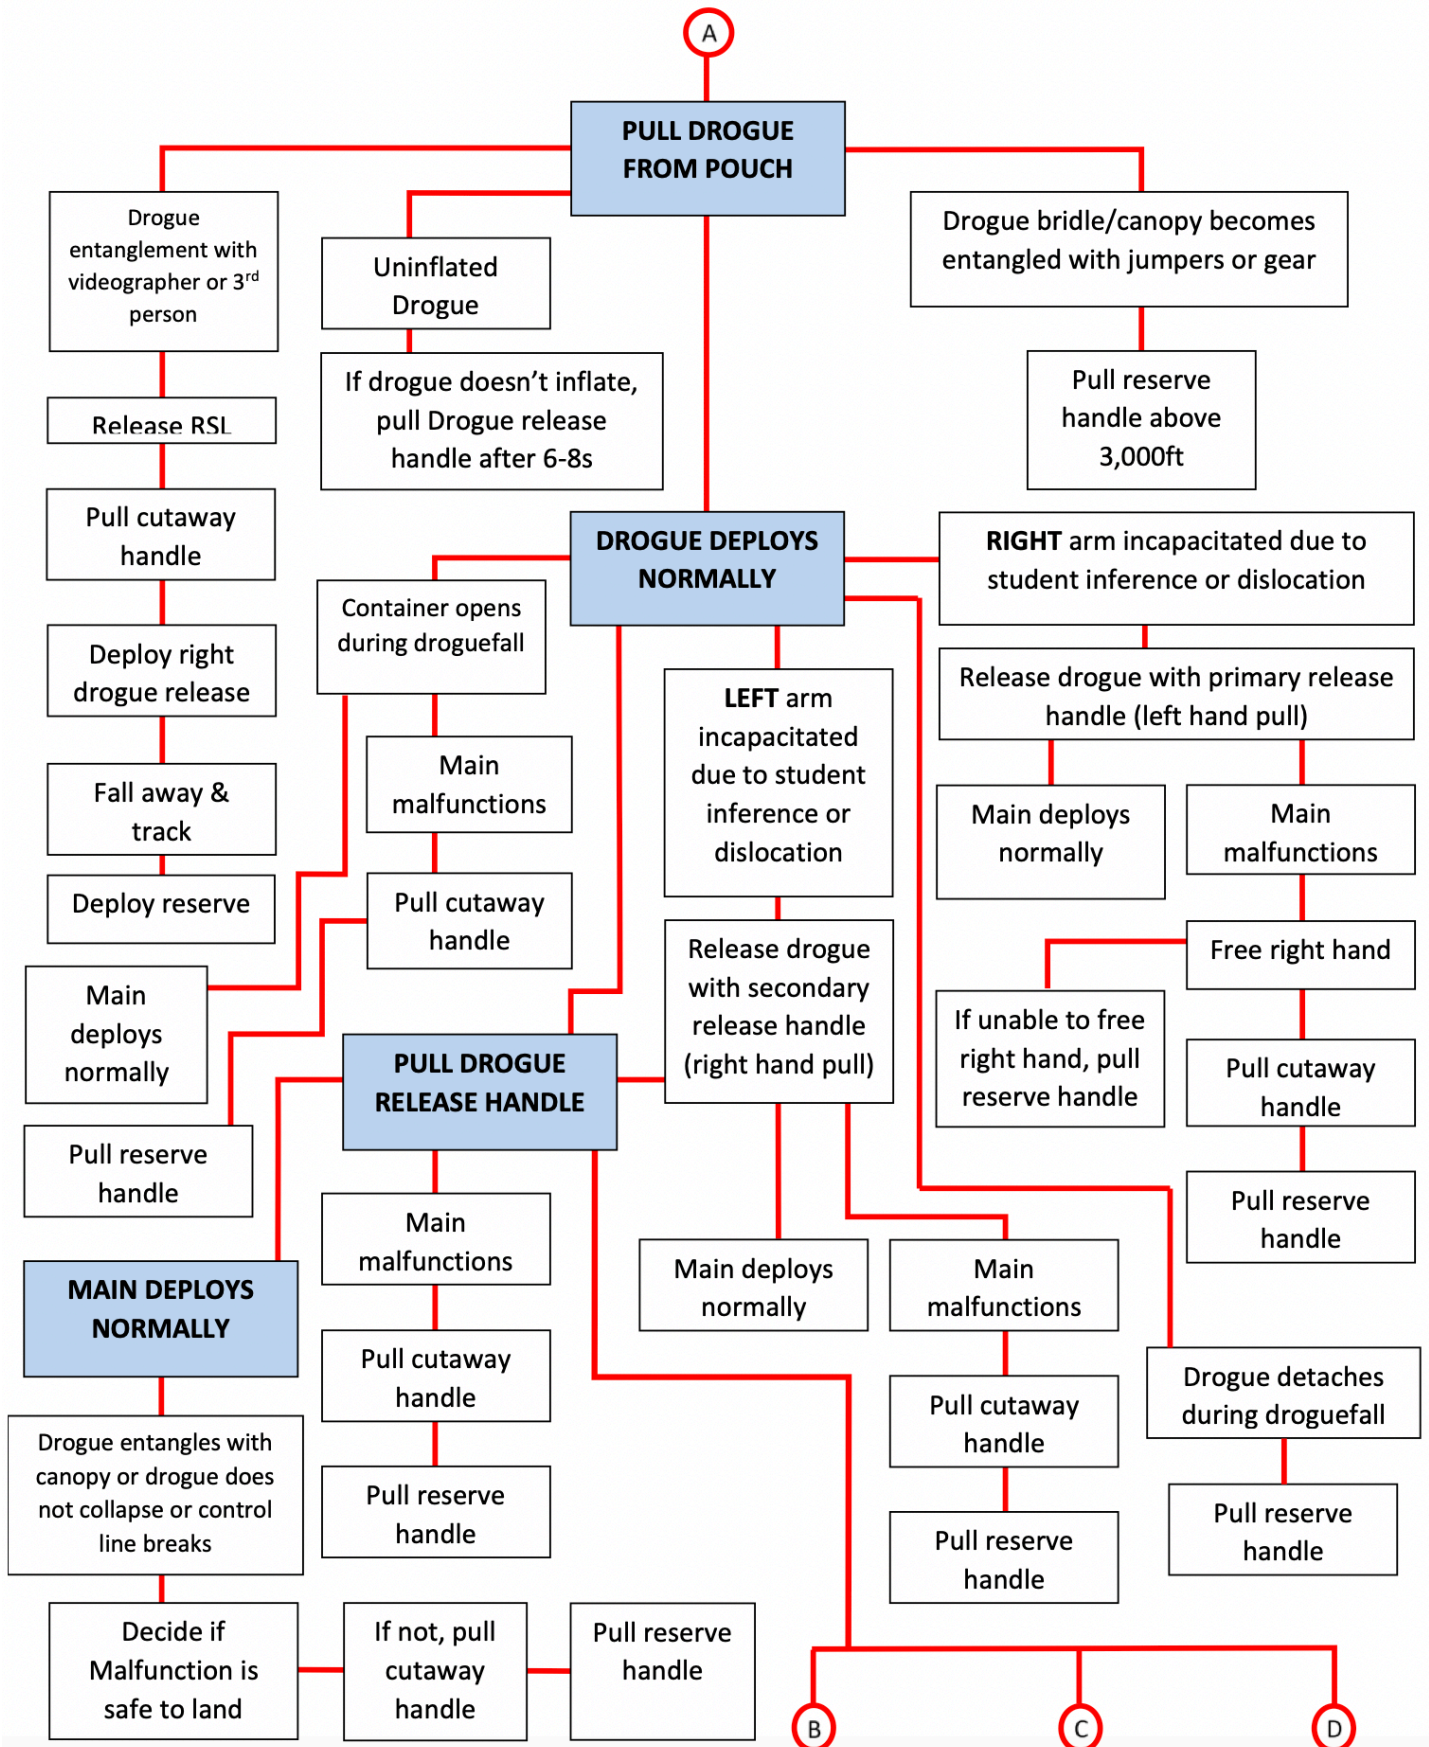 A
PULL DROGUE
FROM POUCH
Drogue
entanglement with
videographer or 3rd
person
Uninflated
Drogue
Drogue bridle/canopy becomes
entangled with jumpers or gear
If drogue doesn't inflate,
pull Drogue release
handle after 6-8s
Pull reserve
handle above
3,000ft
Release RSL
Pull cutaway
handle
DROGUE DEPLOYS
NORMALLY
RIGHT arm incapacitated due to
student inference or dislocation
Container opens
during droguefall
Deploy right
drogue release
LEFT arm
incapacitated
due to student
inference or
dislocation
Release drogue with primary release
handle (left hand pull)
Main
malfunctions
Fall away &
track
Main deploys
normally
Main
malfunctions
Deploy reserve
Pull cutaway
handle
Release drogue
with secondary
release handle
(right hand pull)
Free right hand
Main
deploys
normally
If unable to free
right hand, pull
reserve handle
PULL DROGUE
RELEASE HANDLE
Pull cutaway
handle
Pull reserve
handle
Pull reserve
handle
Main
malfunctions
Main deploys
normally
Main
malfunctions
MAIN DEPLOYS
NORMALLY
Pull cutaway
handle
Pull cutaway
handle
Drogue detaches
during droguefall
Drogue entangles with
canopy or drogue does
not collapse or control
line breaks
Pull reserve
handle
Pull reserve
handle
Pull reserve
handle
Decide if
Malfunction is
safe to land
If not, pull
cutaway
handle
Pull reserve
handle
B
C
D